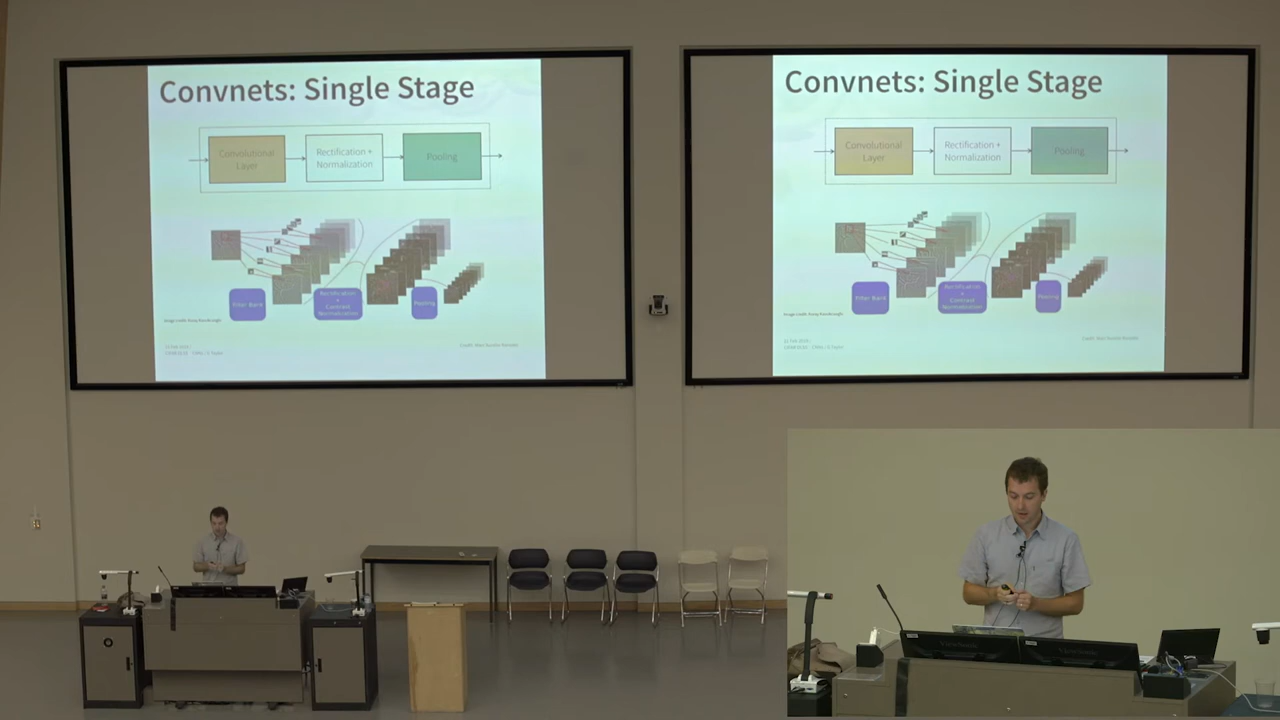 Convnets: Single Stage
Convolutional
Layer
Rectification +
Normalization
Pooling
Filter Bank
Rectification
+
Contrast
Normalization
Pooling
Convnets: Single Stage
Convolutional
Layer
Rectification +
Normalization
Pooling
Filter Bank
Rectification
+
Contrast
Normalization
Pooling